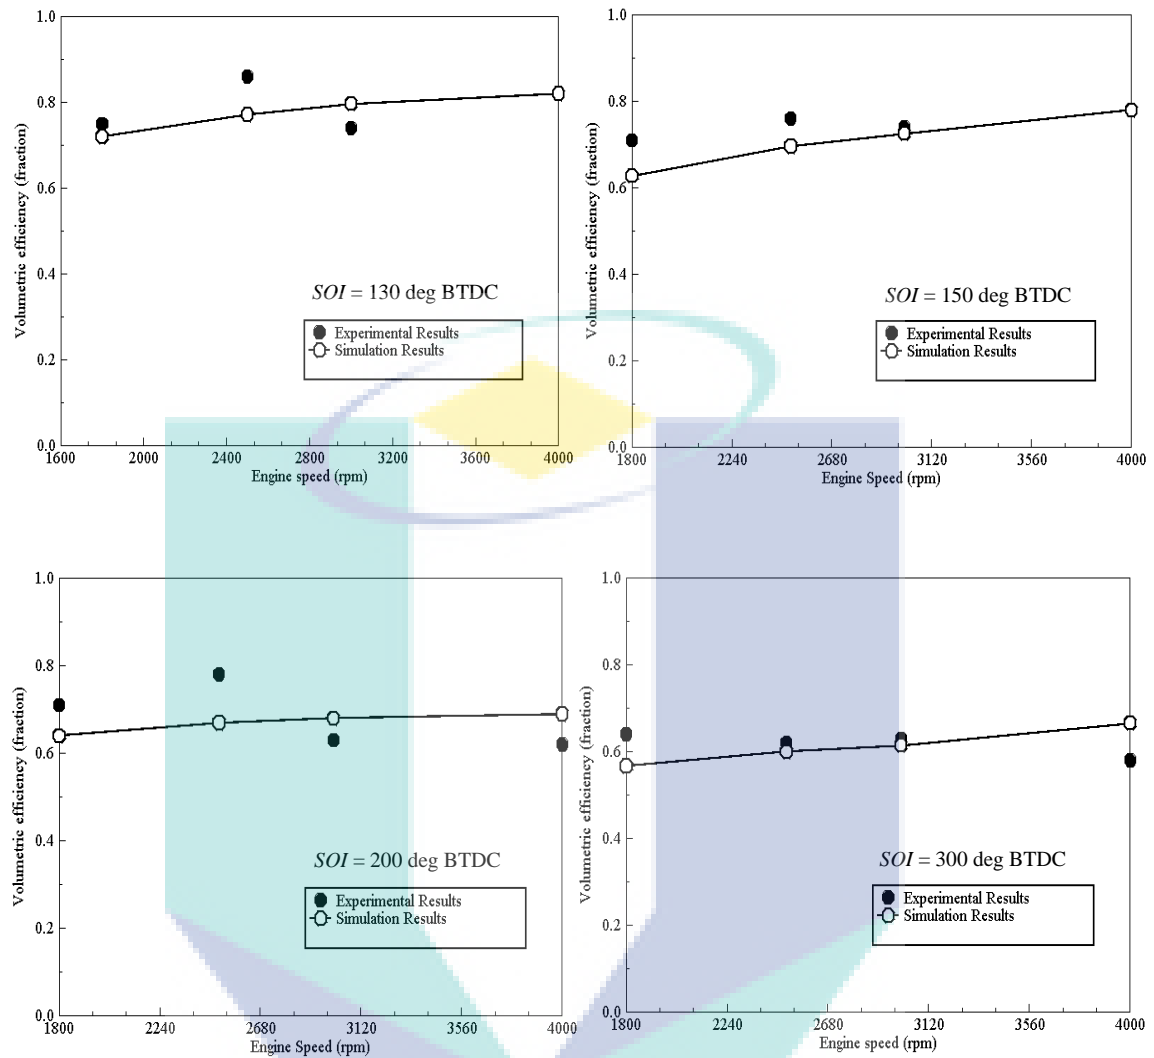 1.0
0.8
0.6
0.4
0.2
0.0
Volumetric efficiency (fraction)
SOI = 130 deg BTDC
Experimental Results
Simulation Results
1600 2000 2400 2800 3200 3600 4000
Engine speed (rpm)
1.0
0.8
0.6
0.4
0.2
0.0
Volumetric efficiency (fraction)
SOI = 150 deg BTDC
Experimental Results
Simulation Results
1800 2240 2680 3120 3560 4000
Engine Speed (rpm)
1.0
0.8
0.6
0.4
0.2
0.0
Volumetric efficiency (fraction)
SOI = 200 deg BTDC
Experimental Results
Simulation Results
1800 2240 2680 3120 3560 4000
Engine Speed (rpm)
1.0
0.8
0.6
0.4
0.2
0.0
Volumetric efficiency (fraction)
SOI = 300 deg BTDC
Experimental Results
Simulation Results
1800 2240 2680 3120 3560 4000
Engine Speed (rpm)